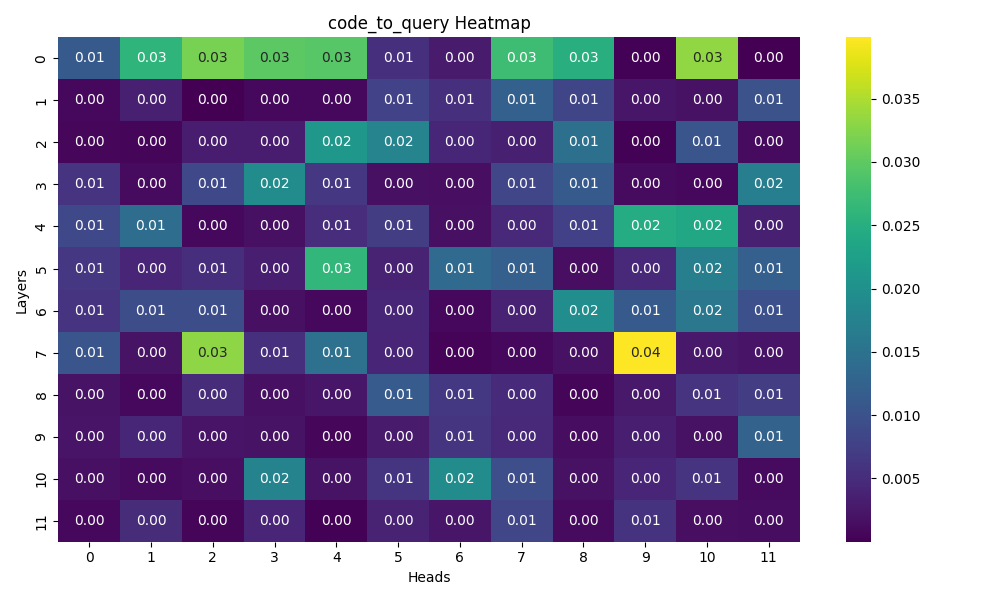 code_to_query Heatmap
0 0.01 0.03 0.03 0.03 0.03 0.01 0.00 0.03 0.03 0.00 0.03 0.00
1 0.00 0.00 0.00 0.00 0.00 0.01 0.01 0.01 0.01 0.00 0.00 0.01
2 0.00 0.00 0.00 0.00 0.02 0.02 0.00 0.00 0.01 0.00 0.01 0.00
3 0.01 0.00 0.01 0.02 0.01 0.00 0.00 0.01 0.01 0.00 0.00 0.02
4 0.01 0.01 0.00 0.00 0.01 0.01 0.00 0.00 0.01 0.02 0.02 0.00
5 0.01 0.00 0.01 0.00 0.03 0.00 0.01 0.01 0.00 0.00 0.02 0.01
6 0.01 0.01 0.01 0.00 0.00 0.01 0.00 0.00 0.02 0.01 0.02 0.01
7 0.01 0.00 0.03 0.01 0.01 0.00 0.00 0.00 0.00 0.04 0.00 0.00
8 0.00 0.00 0.00 0.00 0.00 0.01 0.01 0.00 0.00 0.00 0.01 0.01
9 0.00 0.00 0.00 0.00 0.00 0.00 0.01 0.00 0.00 0.00 0.00 0.01
10 0.00 0.00 0.00 0.02 0.00 0.01 0.02 0.01 0.00 0.00 0.01 0.00
11 0.00 0.00 0.00 0.00 0.00 0.00 0.00 0.01 0.00 0.01 0.00 0.00
0 1 2 3 4 5 6 7 8 9 10 11
Heads
Layers
0.035
0.030
0.025
0.020
0.015
0.010
0.005